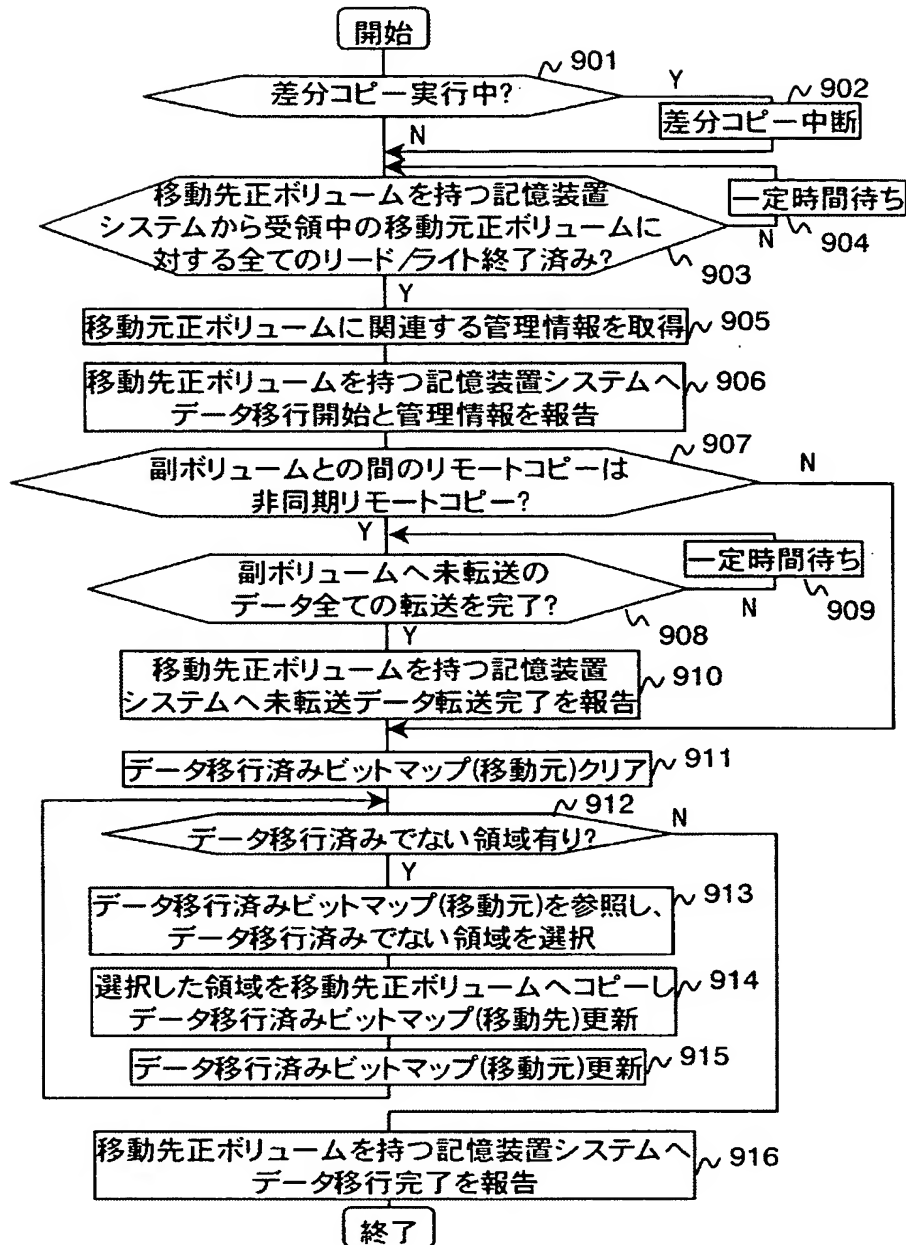 開始
901
差分コピー実行中?
Y
902
差分コピー中断
N
移動先正ボリュームを持つ記憶装置
システムから受領中の移動元正ボリュームに
対する全てのリード/ライト終了済み?
903
一定時間待ち
N
904
Y
移動元正ボリュームに関連する管理情報を取得
905
移動先正ボリュームを持つ記憶装置システムへ
データ移行開始と管理情報を報告
906
907
副ボリュームとの間のリモートコピーは
非同期リモートコピー?
N
Y
副ボリュームへ未転送の
データ全ての転送を完了?
908
一定時間待ち
N
909
Y
移動先正ボリュームを持つ記憶装置
システムへ未転送データ転送完了を報告
910
データ移行済みビットマップ(移動元)クリア
911
912
データ移行済みでない領域有り?
N
Y
データ移行済みビットマップ(移動元)を参照し、
データ移行済みでない領域を選択
913
選択した領域を移動先正ボリュームへコピーし
データ移行済みビットマップ(移動先)更新
914
データ移行済みビットマップ(移動元)更新
915
移動先正ボリュームを持つ記憶装置システムへ
データ移行完了を報告
916
終了